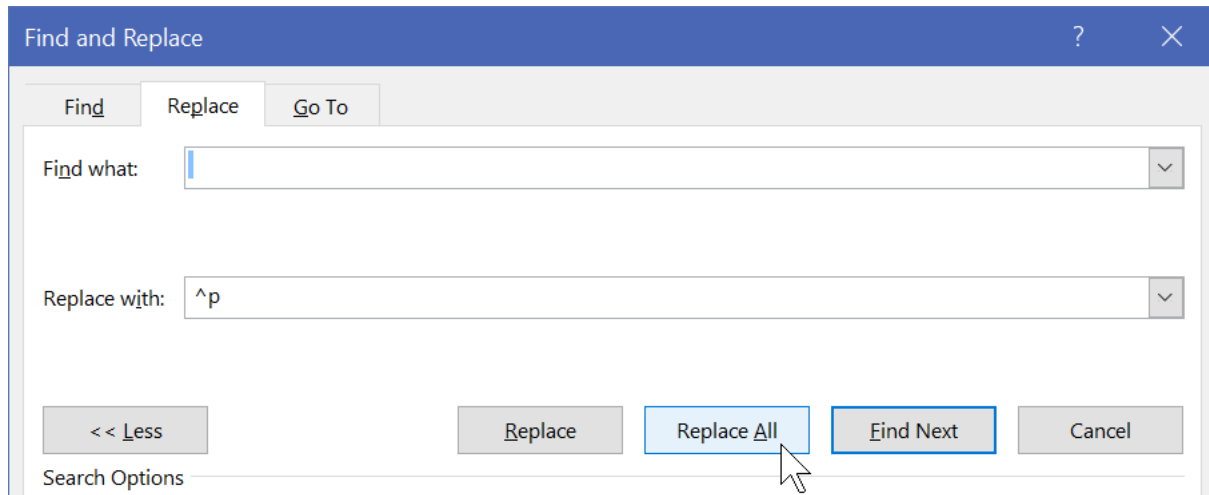 Find and Replace ?
Find Replace Go To
Find what:
Replace with: ^p
<< Less Replace Replace All Find Next Cancel
Search Options